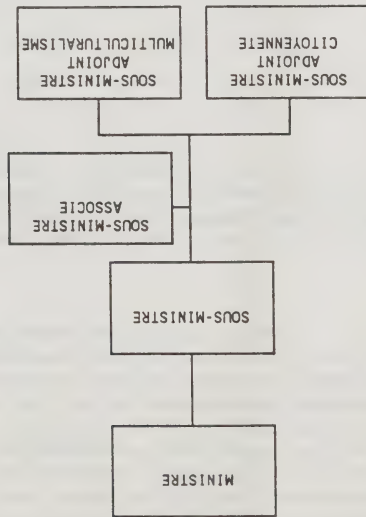 MINISTRE
SOUS-MINISTRE
SOUS-MINISTRE
ASSOCIE
SOUS-MINISTRE
ADJOINT
CITOYENNETE
SOUS-MINISTRE
ADJOINT
MULTICULTURALISME